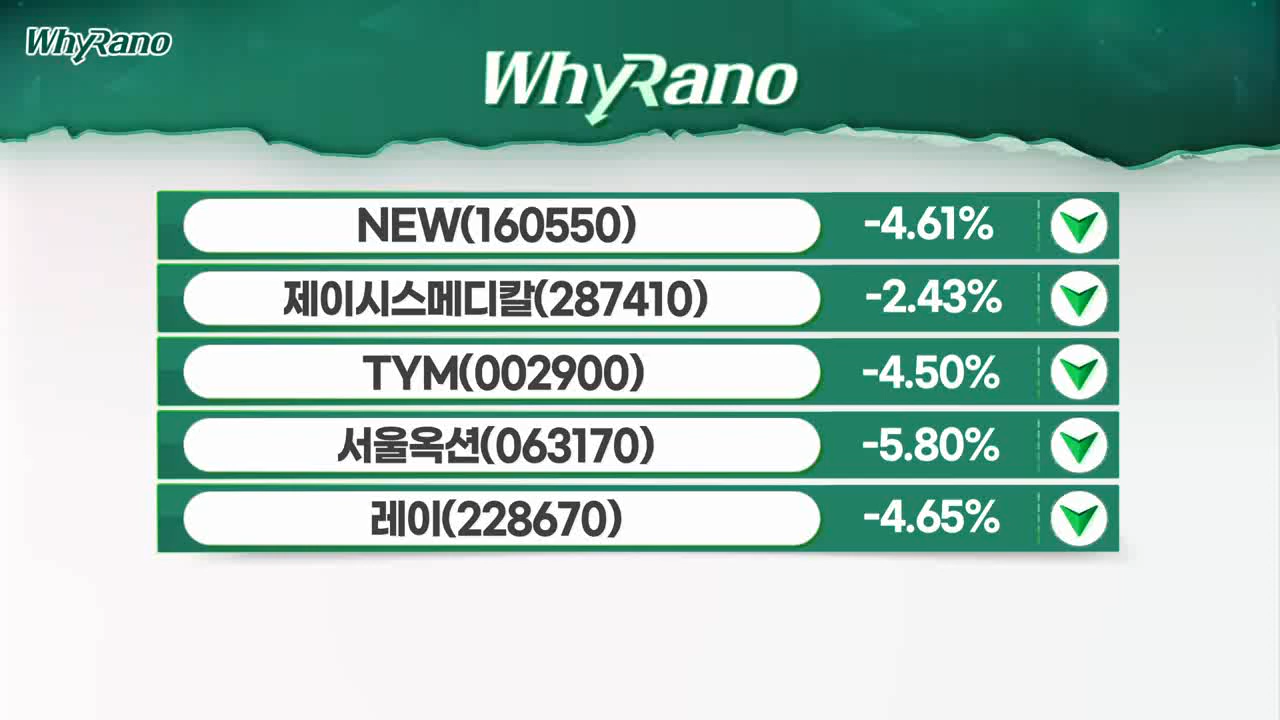 WhyRano
WhyRano
NEW(160550) -4.61%
제이시스메디칼(287410) -2.43%
TYM(002900) -4.50%
서울옥션(063170) -5.80%
레이(228670) -4.65%